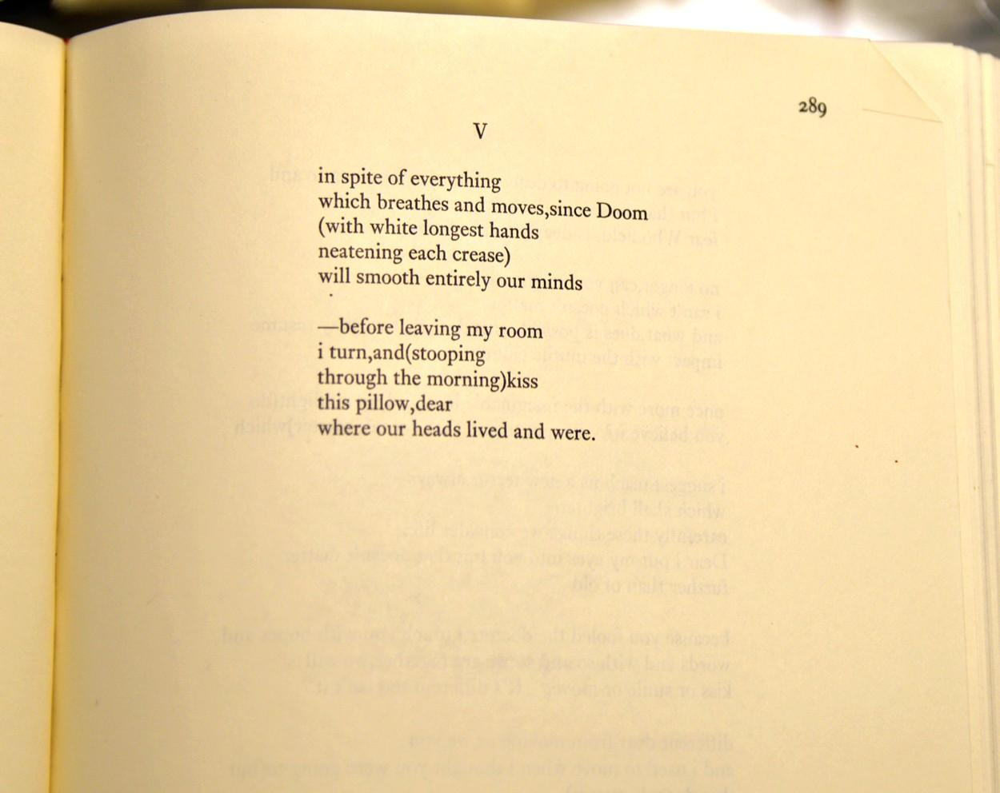 289
V
in spite of everything
which breathes and moves,since Doom
(with white longest hands
neatening each crease)
will smooth entirely our minds
—before leaving my room
i turn,and(stooping
through the morning)kiss
this pillow,dear
where our heads lived and were.